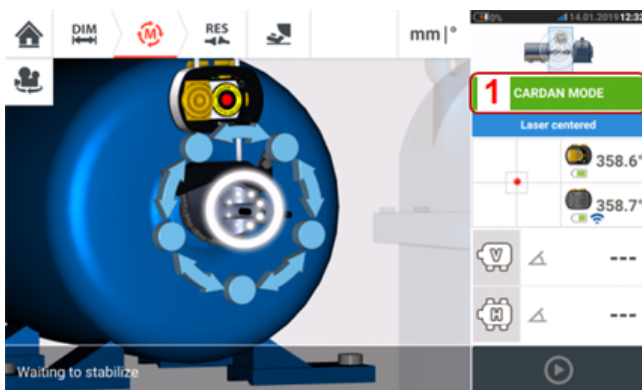 DIM
M
RES
mm|°
14.01.2019 12:32
1 CARDAN MODE
Laser centered
358.6°
358.7°
V ---
H ---
Waiting to stabilize